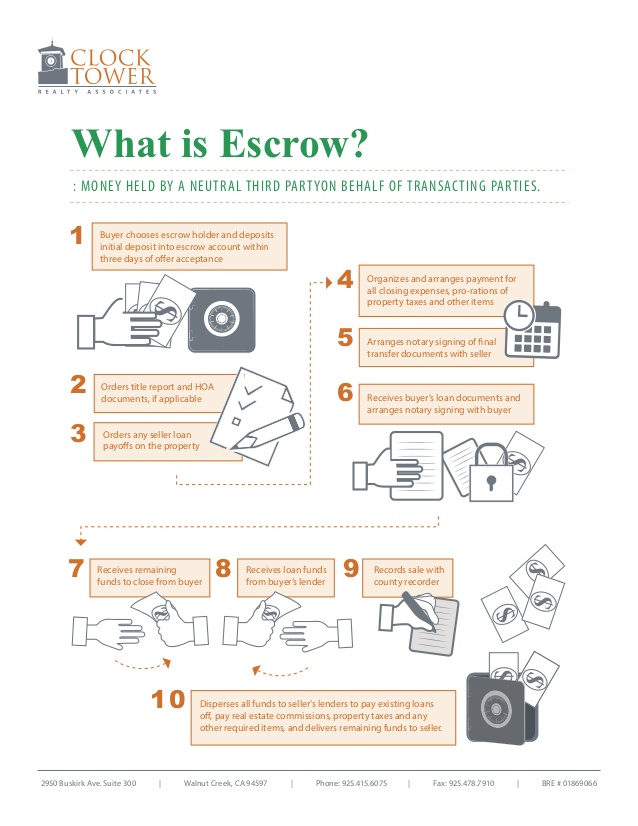 CLOCK
TOWER
REALTY ASSOCIATES
What is Escrow?
: MONEY HELD BY A NEUTRAL THIRD PARTYON BEHALF OF TRANSACTING PARTIES.
1
Buyer chooses escrow holder and deposits
initial deposit into escrow account within
three days of offer acceptance
2
Orders title report and HOA
documents, if applicable
3
Orders any seller loan
payoffs on the property
4
Organizes and arranges payment for
all closing expenses, pro-rations of
property taxes and other items
5
Arranges notary signing of final
transfer documents with seller
6
Receives buyer's loan documents and
arranges notary signing with buyer
7
Receives remaining
funds to close from buyer
8
Receives loan funds
from buyer's lender
9
Records sale with
county recorder
10
Disperses all funds to seller's lenders to pay existing loans
off, pay real estate commissions, property taxes and any
other required items, and delivers remaining funds to seller.
2950 Buskirk Ave. Suite 300 | Walnut Creek, CA 94597 | Phone: 925.415.6075 | Fax: 925.478.7910 | BRE # 01869066